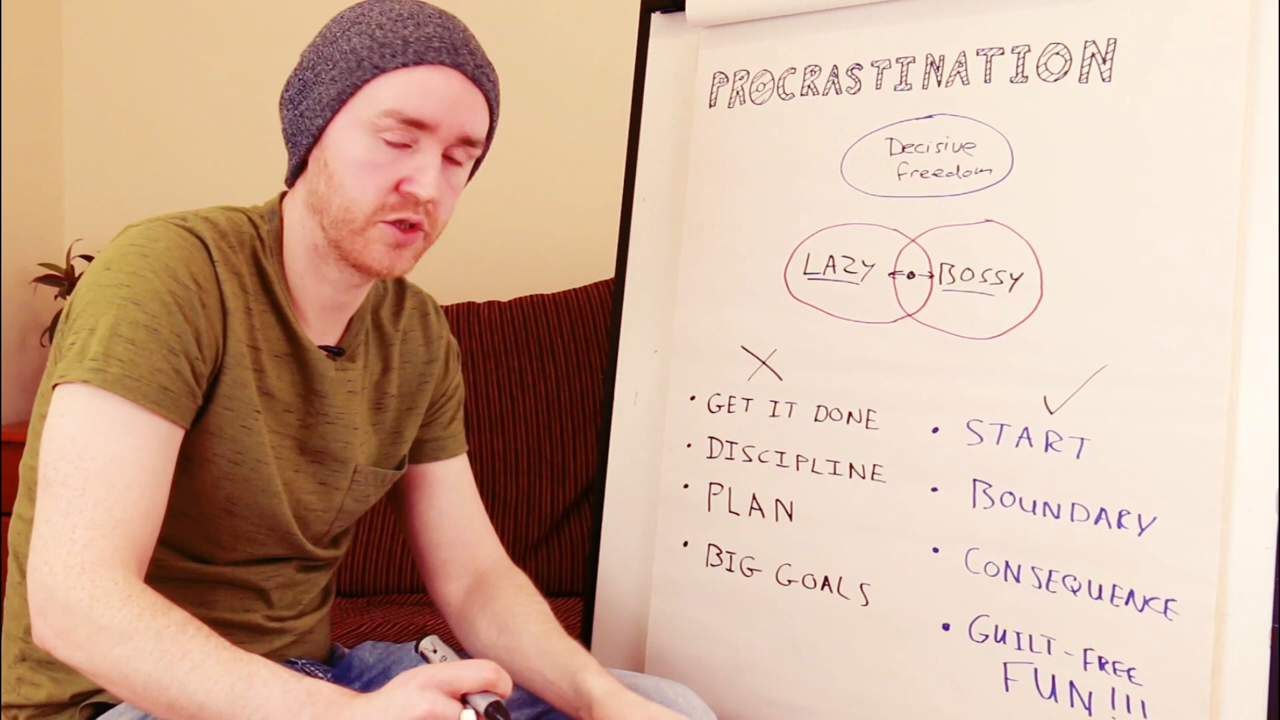 PROCRASTINATION
Decisive
freedom
LAZY BOSSY
• GET IT DONE
• DISCIPLINE
• PLAN
• BIG GOALS
• START
• BOUNDARY
• CONSEQUENCE
• GUILT-FREE
FUN!!!